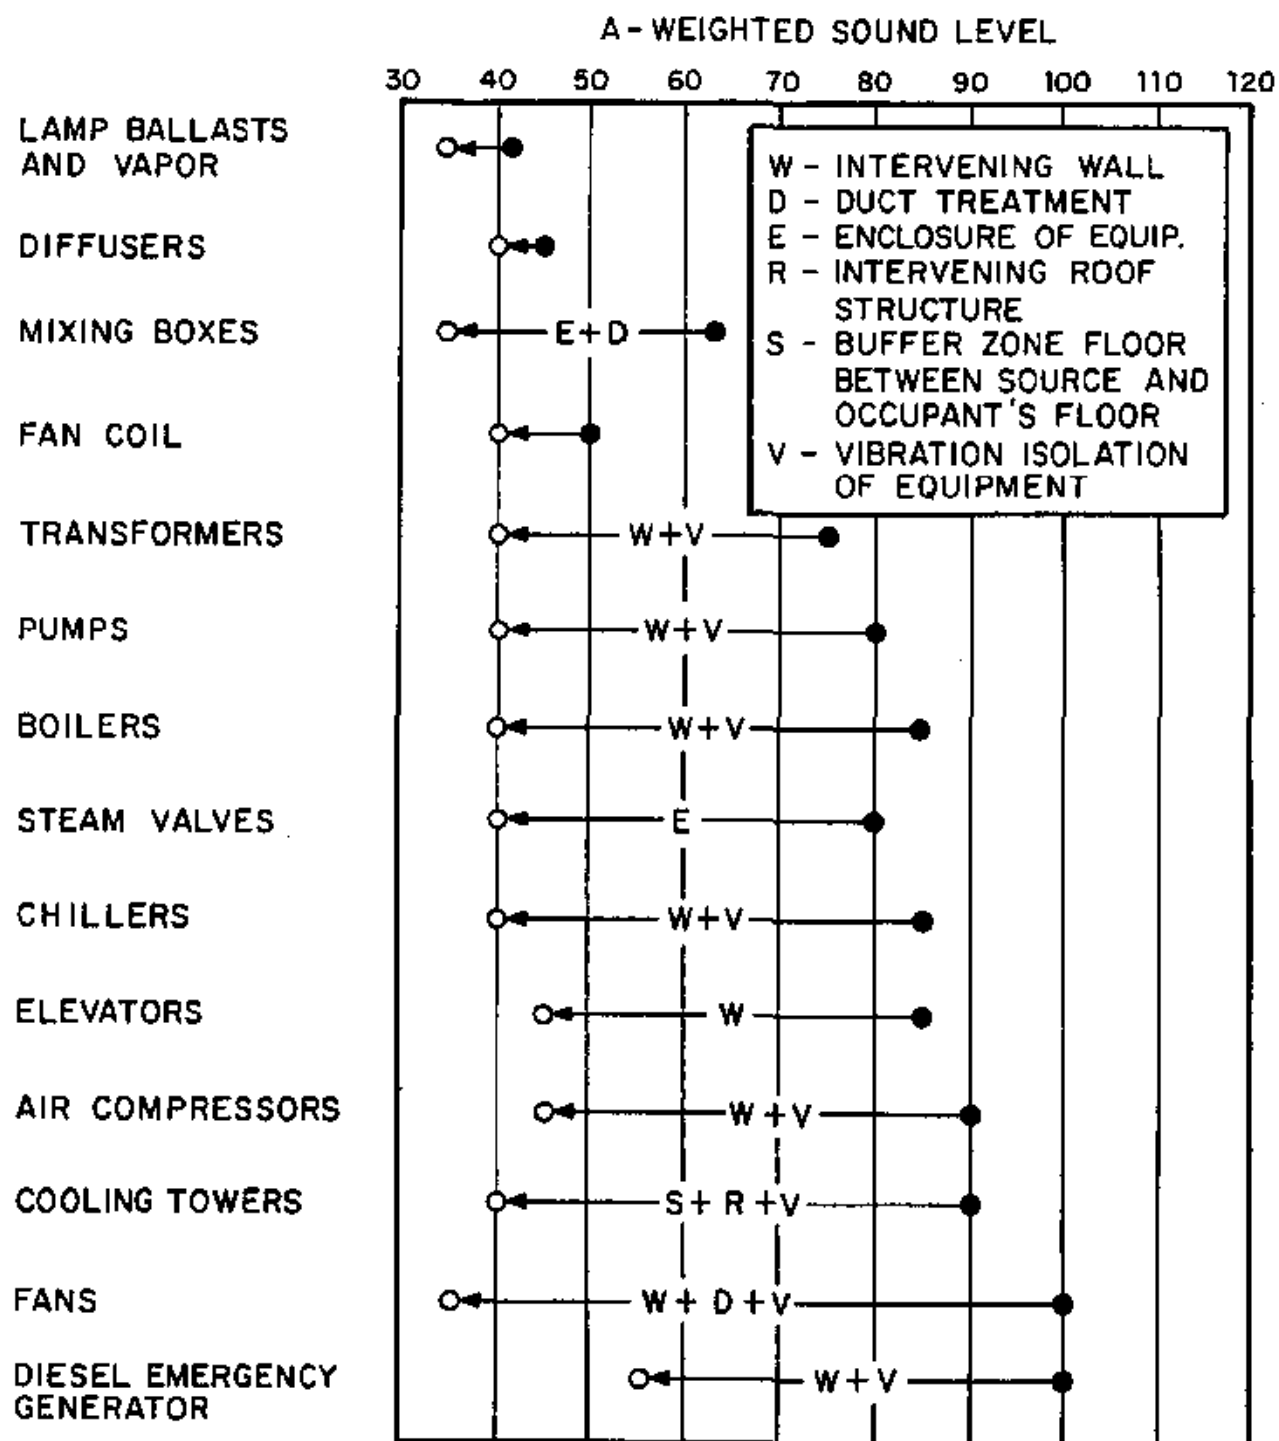 A - WEIGHTED SOUND LEVEL
30 40 50 60 70 80 90 100 110 120
LAMP BALLASTS
AND VAPOR
W - INTERVENING WALL
D - DUCT TREATMENT
E - ENCLOSURE OF EQUIP.
R - INTERVENING ROOF
STRUCTURE
S - BUFFER ZONE FLOOR
BETWEEN SOURCE AND
OCCUPANT'S FLOOR
V - VIBRATION ISOLATION
OF EQUIPMENT
DIFFUSERS
MIXING BOXES E+D
FAN COIL
TRANSFORMERS W+V
PUMPS W+V
BOILERS W+V
STEAM VALVES E
CHILLERS W+V
ELEVATORS W
AIR COMPRESSORS W+V
COOLING TOWERS S+R+V
FANS W+D+V
DIESEL EMERGENCY
GENERATOR W+V